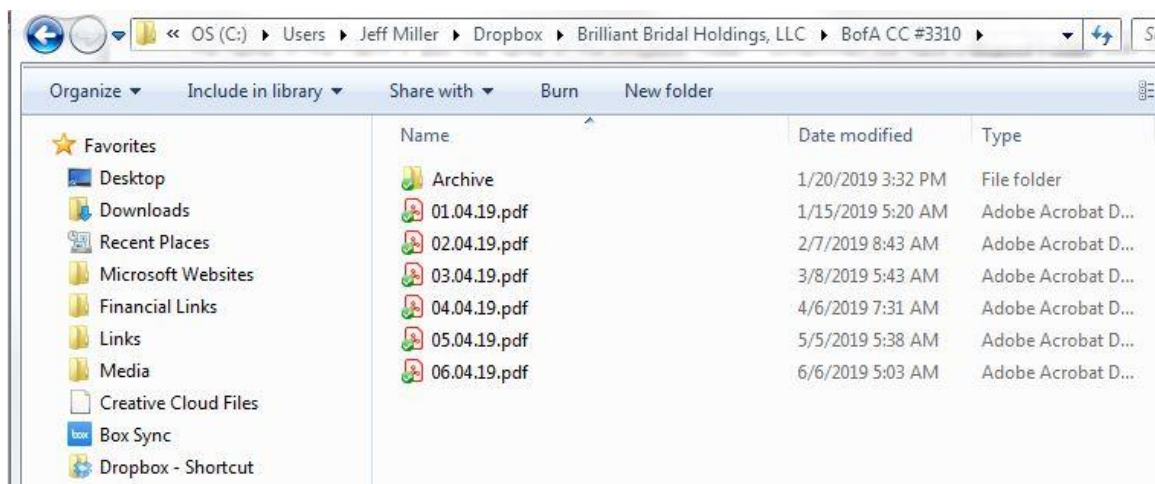 « OS (C:) ▸ Users ▸ Jeff Miller ▸ Dropbox ▸ Brilliant Bridal Holdings, LLC ▸ BofA CC #3310 ▸
Organize ▾ Include in library ▾ Share with ▾ Burn New folder
Favorites
Desktop
Downloads
Recent Places
Microsoft Websites
Financial Links
Links
Media
Creative Cloud Files
Box Sync
Dropbox - Shortcut
Name Date modified Type
Archive 1/20/2019 3:32 PM File folder
01.04.19.pdf 1/15/2019 5:20 AM Adobe Acrobat D...
02.04.19.pdf 2/7/2019 8:43 AM Adobe Acrobat D...
03.04.19.pdf 3/8/2019 5:43 AM Adobe Acrobat D...
04.04.19.pdf 4/6/2019 7:31 AM Adobe Acrobat D...
05.04.19.pdf 5/5/2019 5:38 AM Adobe Acrobat D...
06.04.19.pdf 6/6/2019 5:03 AM Adobe Acrobat D...